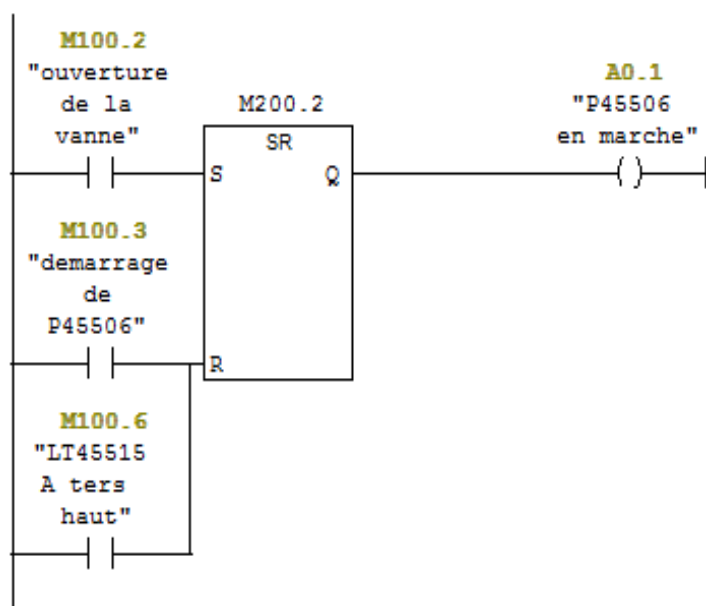 M100.2
"ouverture
de la
vanne"
M200.2
SR
S
Q
A0.1
"P45506
en marche"
M100.3
"demarrage
de
P45506"
R
M100.6
"LT45515
A ters
haut"